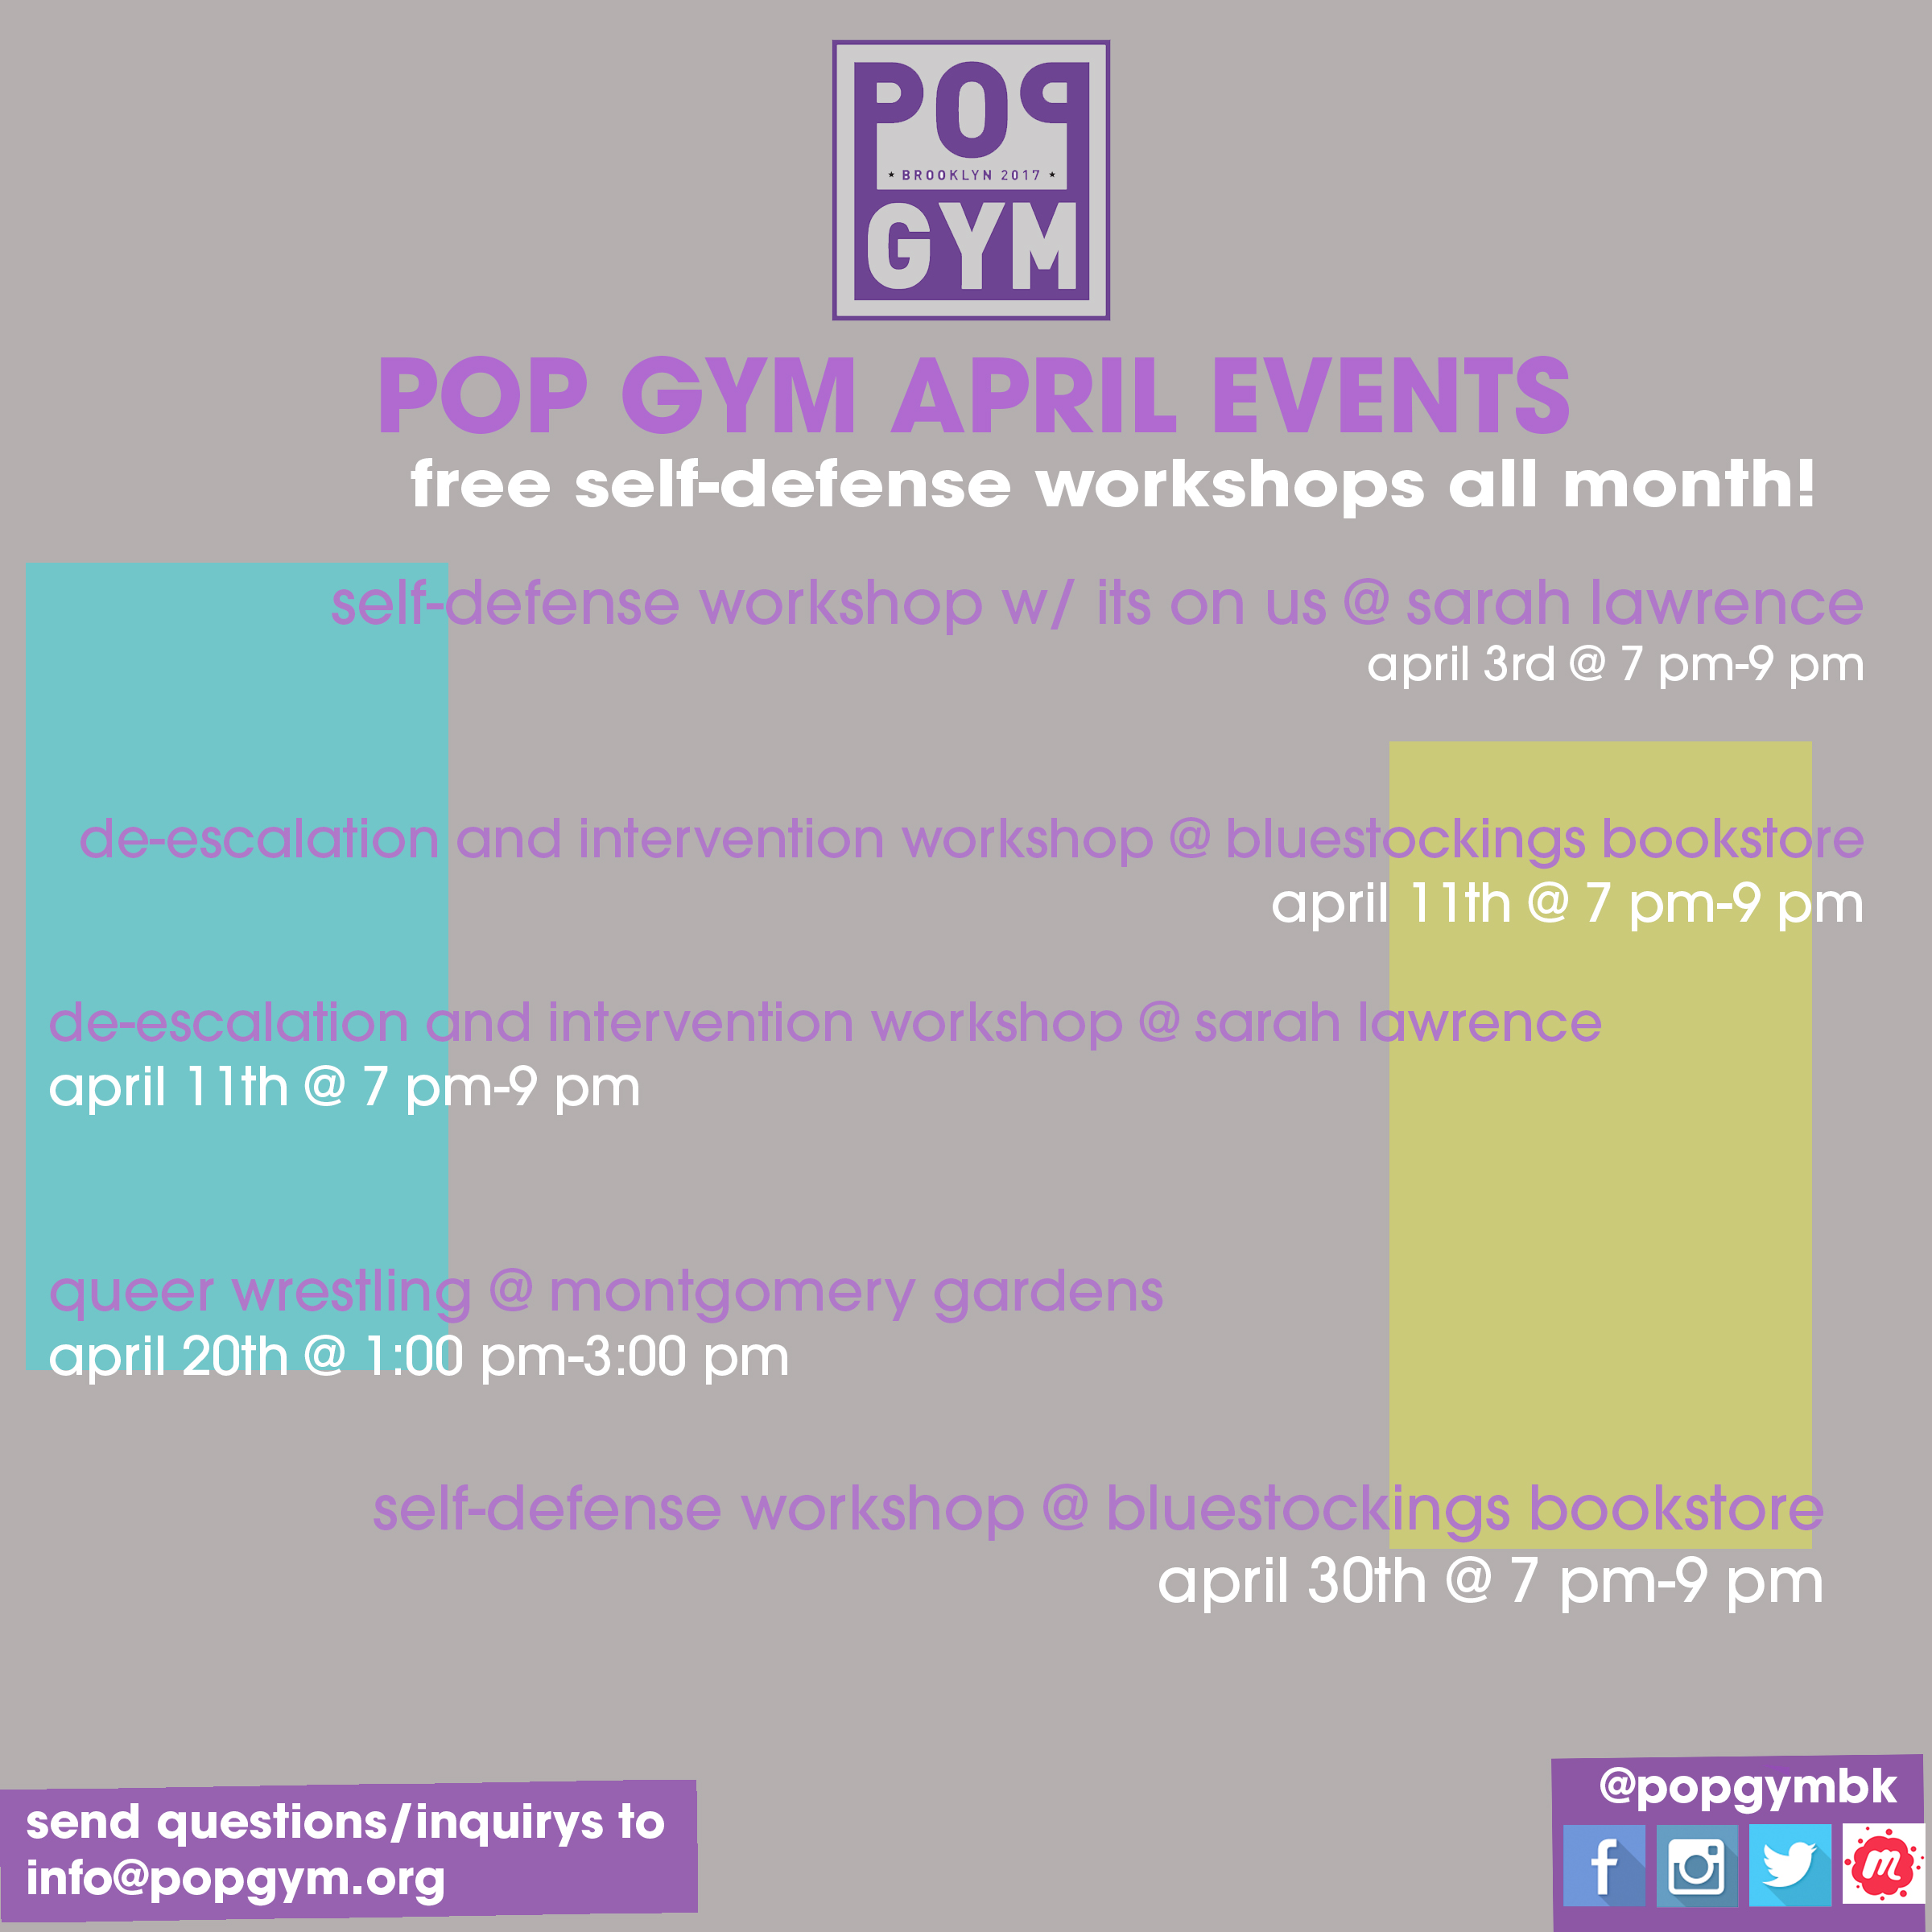 POP
★ BROOKLYN 2017 ★
GYM
POP GYM APRIL EVENTS
free self-defense workshops all month!
self-defense workshop w/ its on us @ sarah lawrence
april 3rd @ 7 pm-9 pm
de-escalation and intervention workshop @ bluestockings bookstore
april 11th @ 7 pm-9 pm
de-escalation and intervention workshop @ sarah lawrence
april 11th @ 7 pm-9 pm
queer wrestling @ montgomery gardens
april 20th @ 1:00 pm-3:00 pm
self-defense workshop @ bluestockings bookstore
april 30th @ 7 pm-9 pm
send questions/inquirys to
info@popgym.org
@popgymbk
f
m